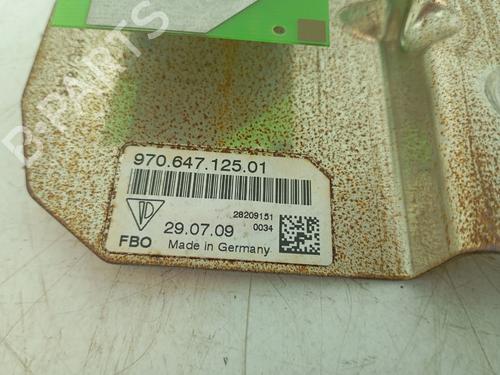 B-PARTS
970.647.125.01
28209151
29.07.09
0034
FBO
Made in Germany